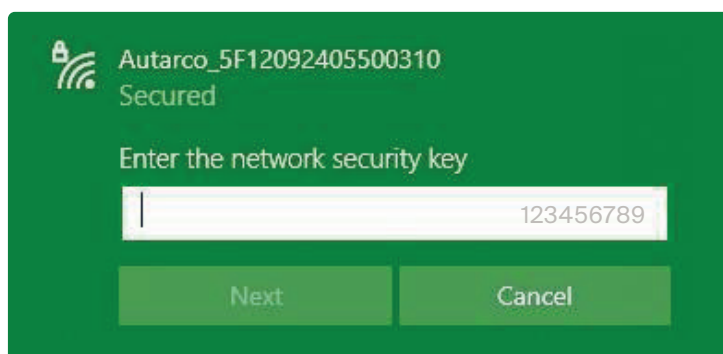 Autarco_5F12092405500310
Secured
Enter the network security key
123456789
Next
Cancel